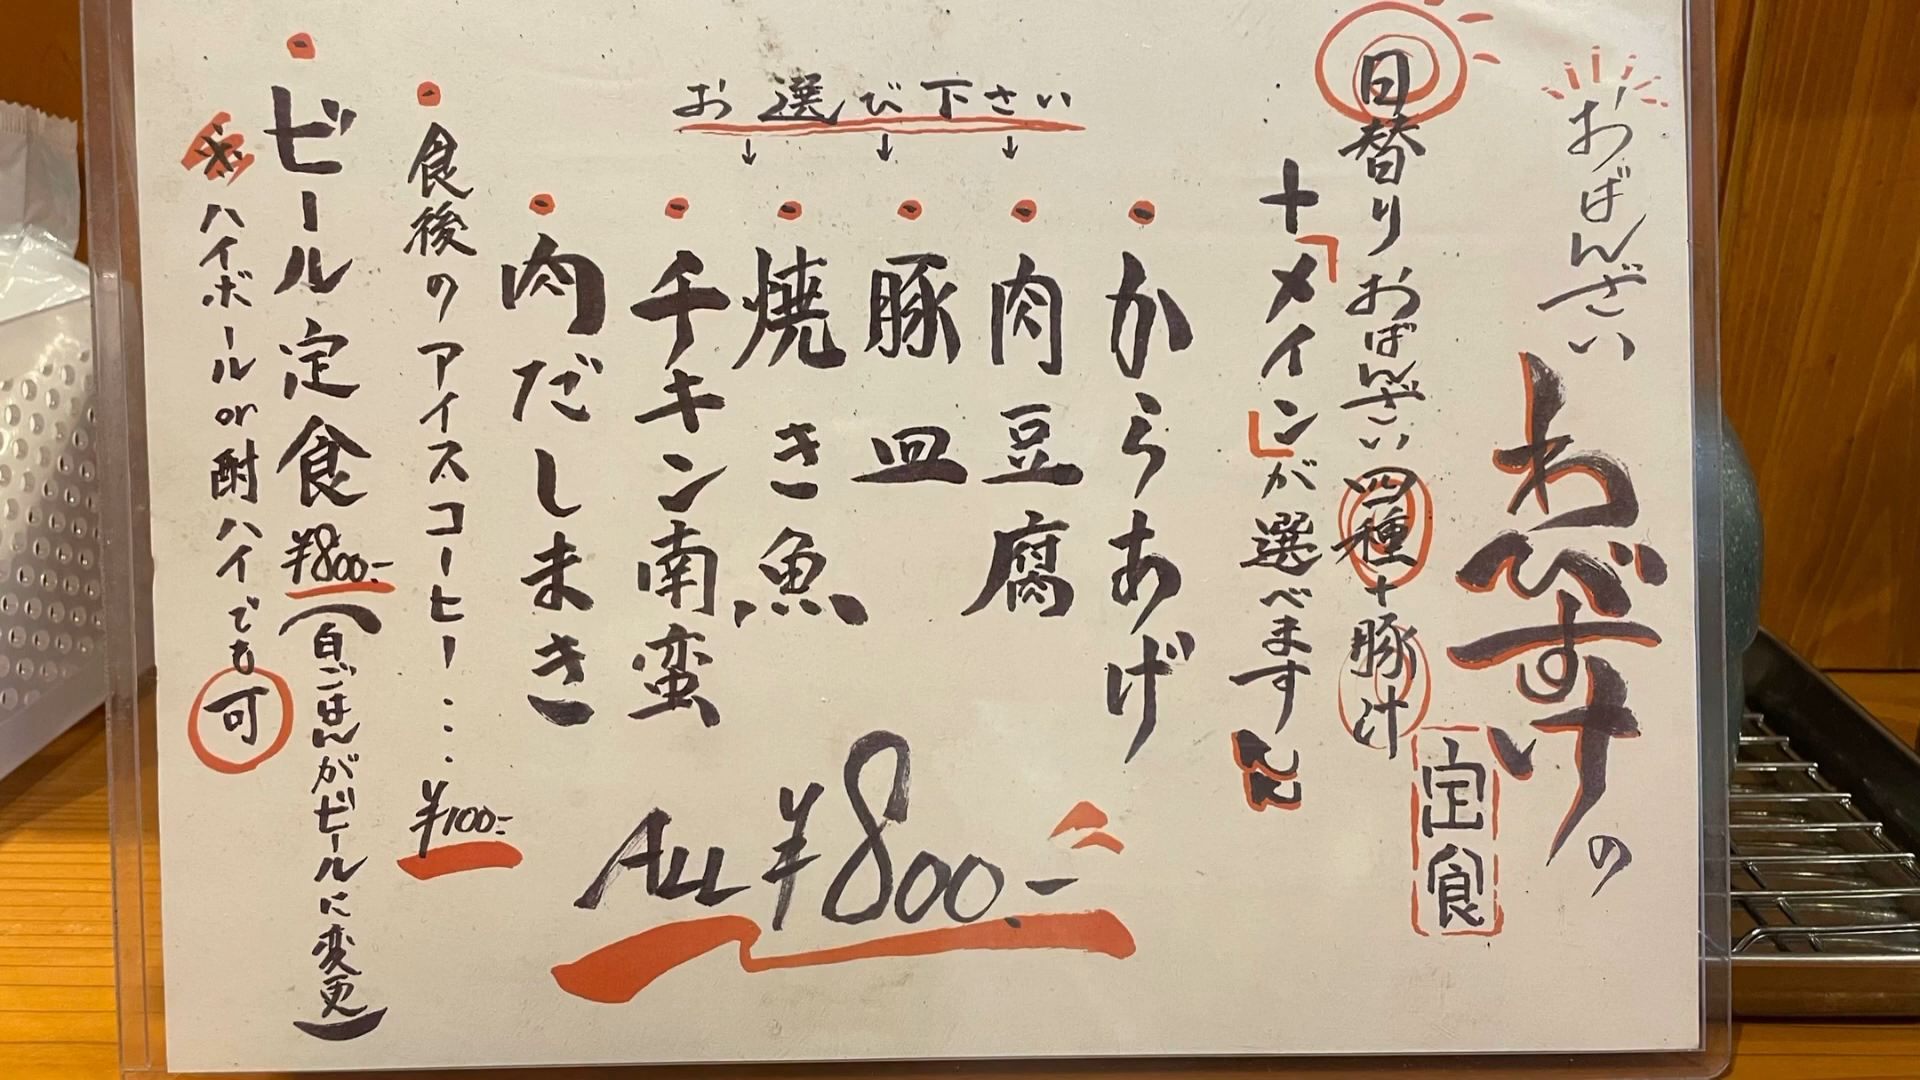 おばんざい
わびすけの
定食
日替りおばんざい四種+豚汁
+「メイン」が選べます
お選び下さい
↓ ↓ ↓
・からあげ
・肉豆腐
・豚皿
・焼き魚
・チキン南蛮
・肉だしまき
All ¥800.-
・食後のアイスコーヒー…… ¥100-
・ビール定食 ¥800-
(白ごはんがビールに変更)
※ハイボールor酎ハイでも可